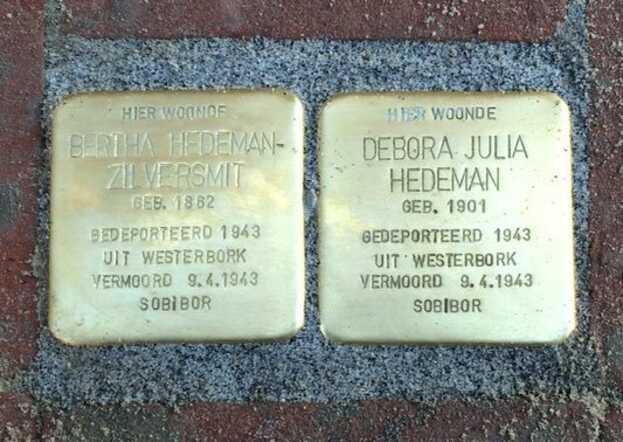 HIER WOONDE
BERTHA HEDEMAN-
ZILVERSMIT
GEB. 1882
GEDEPORTEERD 1943
UIT WESTERBORK
VERMOORD 9.4.1943
SOBIBOR
HIER WOONDE
DEBORA JULIA
HEDEMAN
GEB. 1901
GEDEPORTEERD 1943
UIT WESTERBORK
VERMOORD 9.4.1943
SOBIBOR